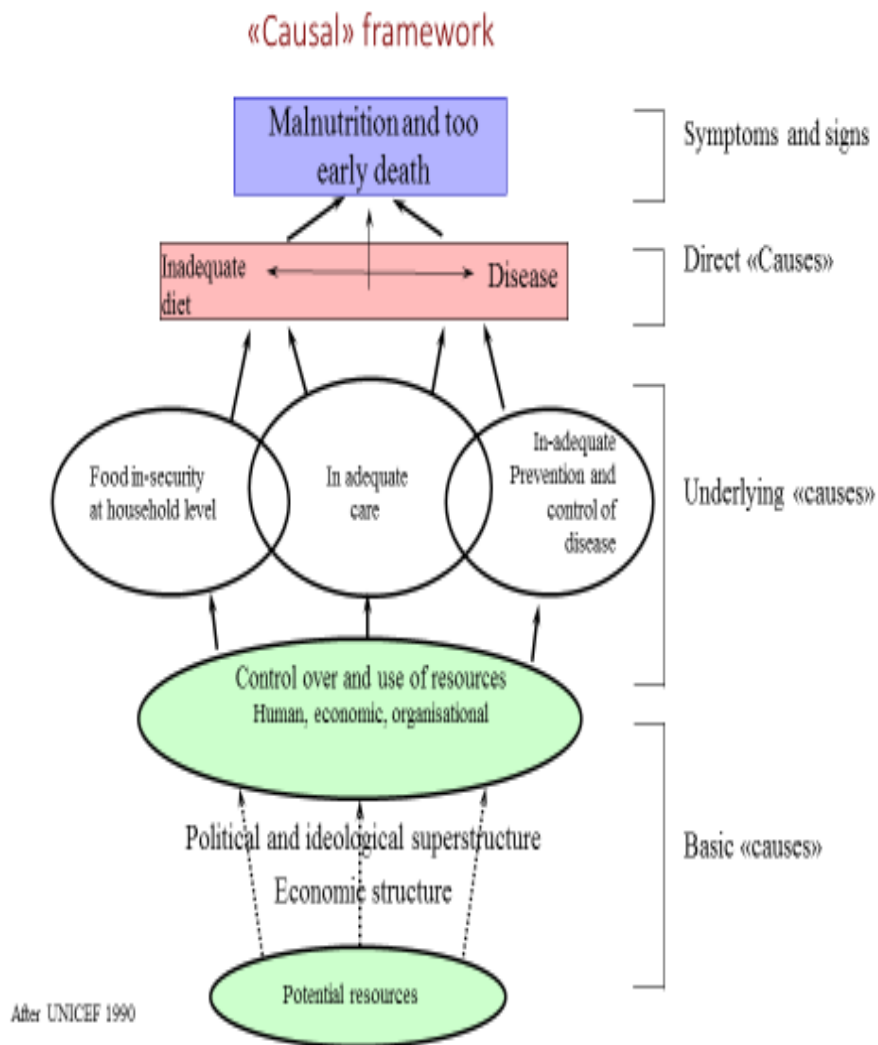 «Causal» framework
Malnutrition and too
early death
Symptoms and signs
Inadequate
diet
Disease
Direct «Causes»
Food in-security
at household level
In adequate
care
In-adequate
Prevention and
control of
disease
Underlying «causes»
Control over and use of resources
Human, economic, organisational
Political and ideological superstructure
Economic structure
Basic «causes»
Potential resources
After UNICEF 1990